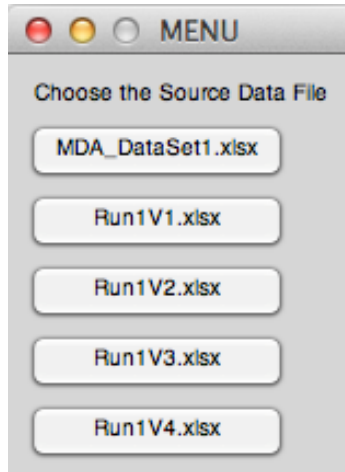 MENU
Choose the Source Data File
MDA_DataSet1.xlsx
Run1V1.xlsx
Run1V2.xlsx
Run1V3.xlsx
Run1V4.xlsx